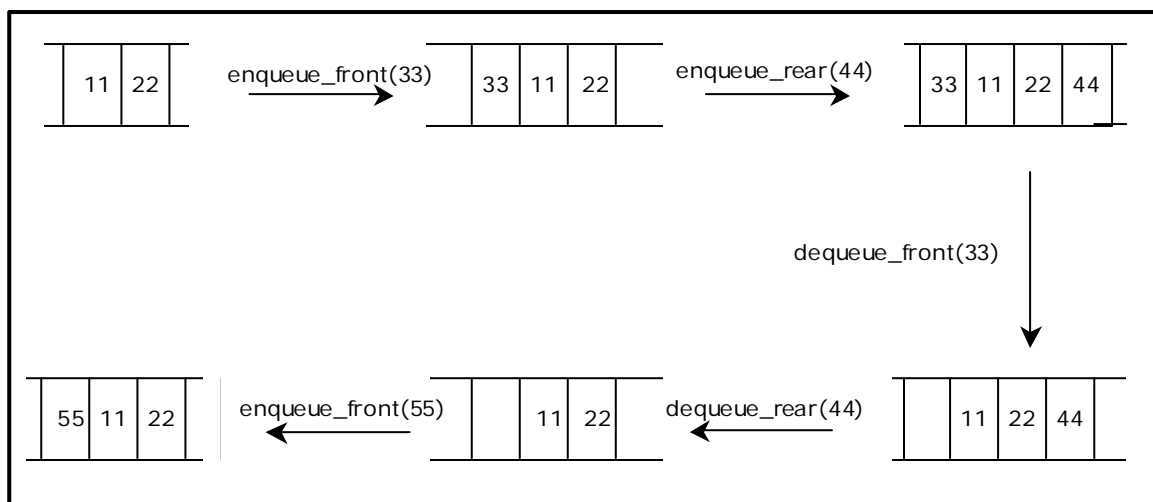 11 22
enqueue_front(33)
33 11 22
enqueue_rear(44)
33 11 22 44
dequeue_front(33)
11 22 44
dequeue_rear(44)
11 22
enqueue_front(55)
55 11 22